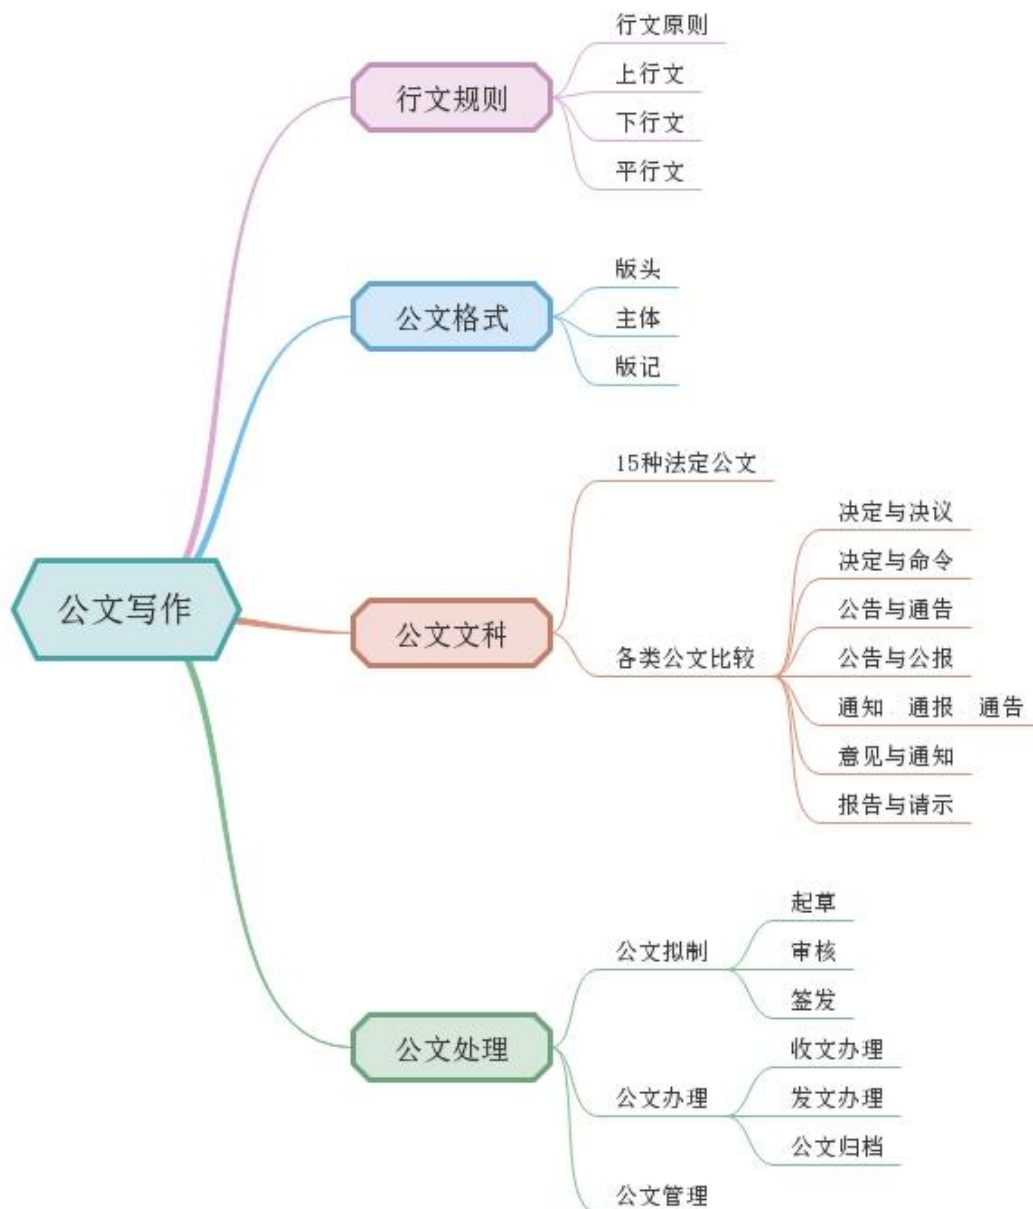 公文写作
行文规则
行文原则
上行文
下行文
平行文
公文格式
版头
主体
版记
公文文种
15种法定公文
各类公文比较
决定与决议
决定与命令
公告与通告
公告与公报
通知、通报、通告
意见与通知
报告与请示
公文处理
公文拟制
起草
审核
签发
公文办理
收文办理
发文办理
公文归档
公文管理